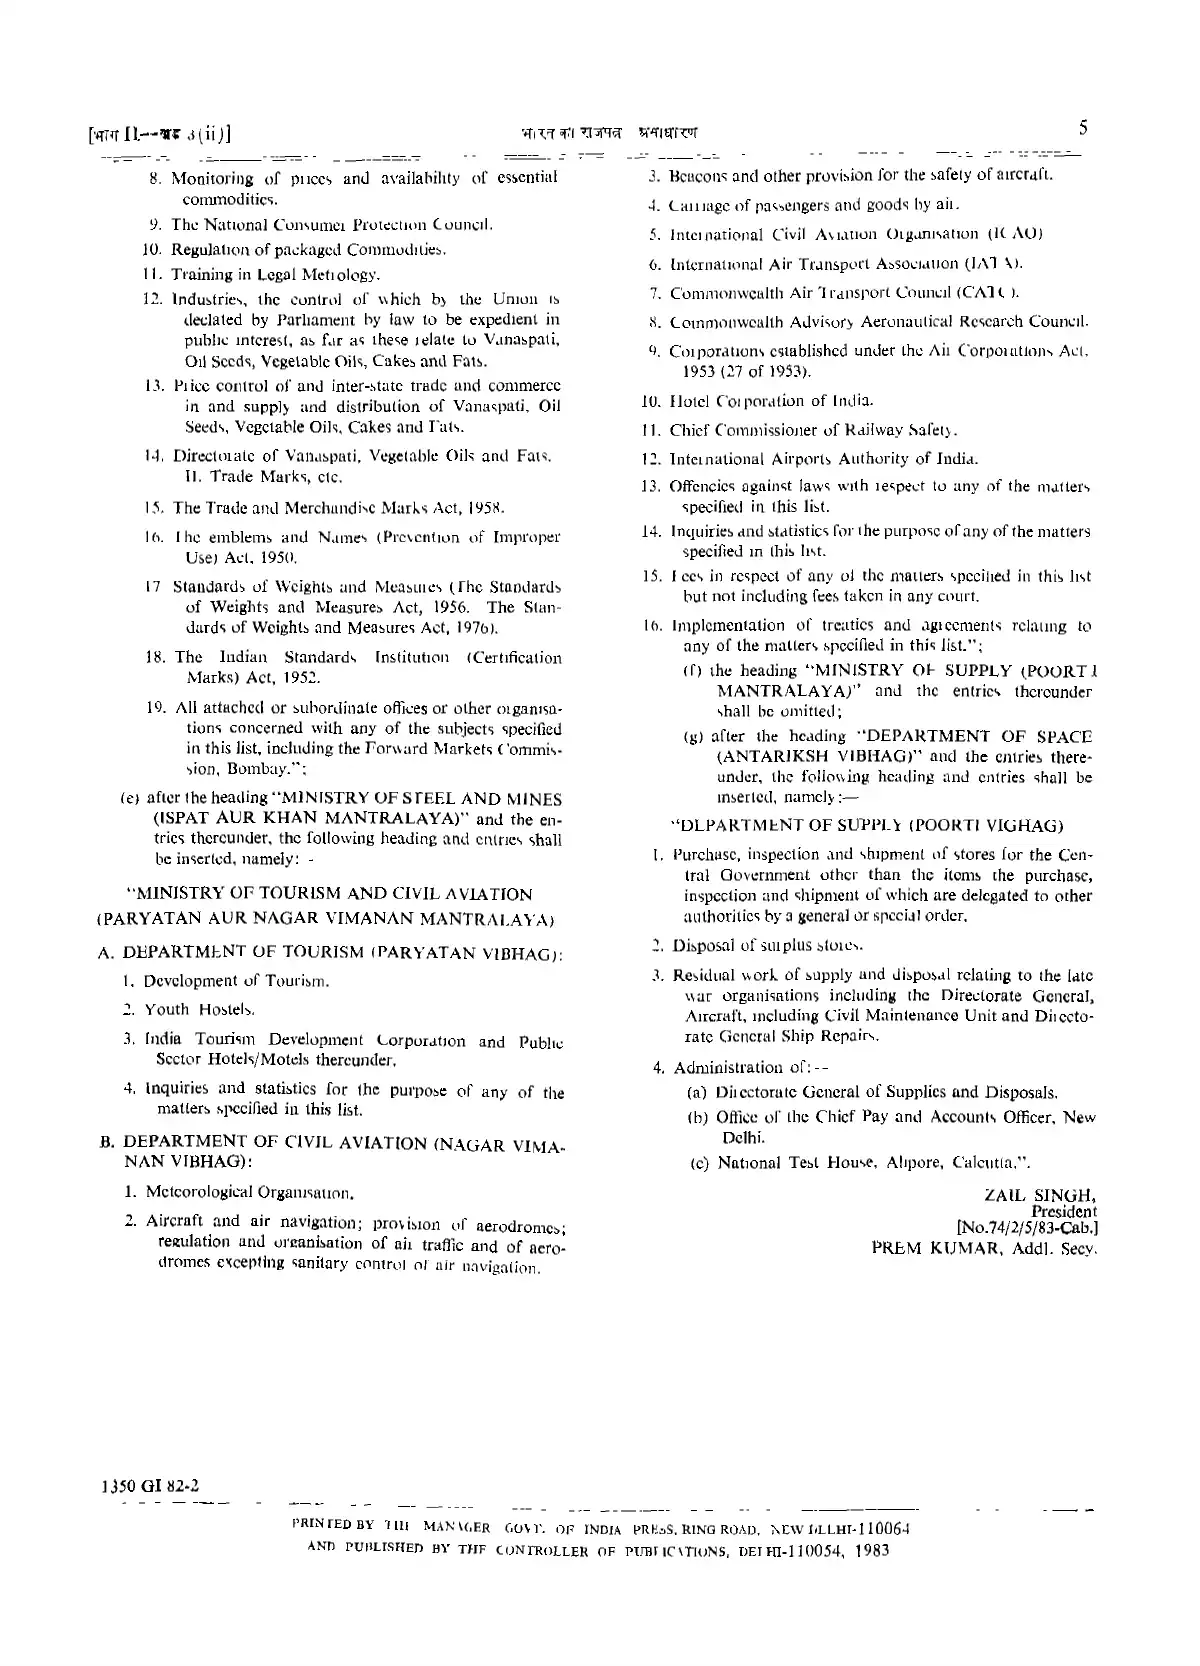 [भाग II.--खण्ड 3(ii)]
भारत का राजपत्र असाधारण
5
8. Monitoring of prices and availability of essential
commodities.
9. The National Consumer Protection Council.
10. Regulation of packaged Commodities.
11. Training in Legal Metrology.
12. Industries, the control of which by the Union is
declared by Parliament by law to be expedient in
public interest, as far as these relate to Vanaspati,
Oil Seeds, Vegetable Oils, Cakes and Fats.
13. Price control of and inter-state trade and commerce
in and supply and distribution of Vanaspati, Oil
Seeds, Vegetable Oils, Cakes and Fats.
14. Directorate of Vanaspati, Vegetable Oils and Fats.
II. Trade Marks, etc.
15. The Trade and Merchandise Marks Act, 1958.
16. The emblems and Names (Prevention of Improper
Use) Act, 1950.
17 Standards of Weights and Measures (The Standards
of Weights and Measures Act, 1956. The Stan-
dards of Weights and Measures Act, 1976).
18. The Indian Standards Institution (Certification
Marks) Act, 1952.
19. All attached or subordinate offices or other organisa-
tions concerned with any of the subjects specified
in this list, including the Forward Markets Commis-
sion, Bombay.";
(e) after the heading "MINISTRY OF STEEL AND MINES
(ISPAT AUR KHAN MANTRALAYA)" and the en-
tries thereunder, the following heading and entries shall
be inserted, namely: -
"MINISTRY OF TOURISM AND CIVIL AVIATION
(PARYATAN AUR NAGAR VIMANAN MANTRALAYA)
A. DEPARTMENT OF TOURISM (PARYATAN VIBHAG):
1. Development of Tourism.
2. Youth Hostels.
3. India Tourism Development Corporation and Public
Sector Hotels/Motels thereunder.
4. Inquiries and statistics for the purpose of any of the
matters specified in this list.
B. DEPARTMENT OF CIVIL AVIATION (NAGAR VIMA-
NAN VIBHAG):
1. Meteorological Organisation.
2. Aircraft and air navigation; provision of aerodromes;
regulation and organisation of air traffic and of aero-
dromes excepting sanitary control of air navigation.
3. Beacons and other provision for the safety of aircraft.
4. Carriage of passengers and goods by air.
5. International Civil Aviation Organisation (ICAO)
6. International Air Transport Association (IATA).
7. Commonwealth Air Transport Council (CATC).
8. Commonwealth Advisory Aeronautical Research Council.
9. Corporations established under the Air Corporations Act,
1953 (27 of 1953).
10. Hotel Corporation of India.
11. Chief Commissioner of Railway Safety.
12. International Airports Authority of India.
13. Offencies against laws with respect to any of the matters
specified in this list.
14. Inquiries and statistics for the purpose of any of the matters
specified in this list.
15. Fees in respect of any of the matters specified in this list
but not including fees taken in any court.
16. Implementation of treaties and agreements relating to
any of the matters specified in this list.";
(f) the heading "MINISTRY OF SUPPLY (POORTI
MANTRALAYA)" and the entries thereunder
shall be omitted;
(g) after the heading "DEPARTMENT OF SPACE
(ANTARIKSH VIBHAG)" and the entries there-
under, the following heading and entries shall be
inserted, namely :—
"DEPARTMENT OF SUPPLY (POORTI VIGHAG)
1. Purchase, inspection and shipment of stores for the Cen-
tral Government other than the items the purchase,
inspection and shipment of which are delegated to other
authorities by a general or special order.
2. Disposal of surplus stores.
3. Residual work of supply and disposal relating to the late
war organisations including the Directorate General,
Aircraft, including Civil Maintenance Unit and Directo-
rate General Ship Repairs.
4. Administration of: --
(a) Directorate General of Supplies and Disposals.
(b) Office of the Chief Pay and Accounts Officer, New
Delhi.
(c) National Test House, Alipore, Calcutta.".
ZAIL SINGH,
President
[No.74/2/5/83-Cab.]
PREM KUMAR, Addl. Secy.
1350 GI 82-2
PRINTED BY THE MANAGER GOVT. OF INDIA PRESS, RING ROAD, NEW DELHI-110064
AND PUBLISHED BY THE CONTROLLER OF PUBLICATIONS, DELHI-110054, 1983